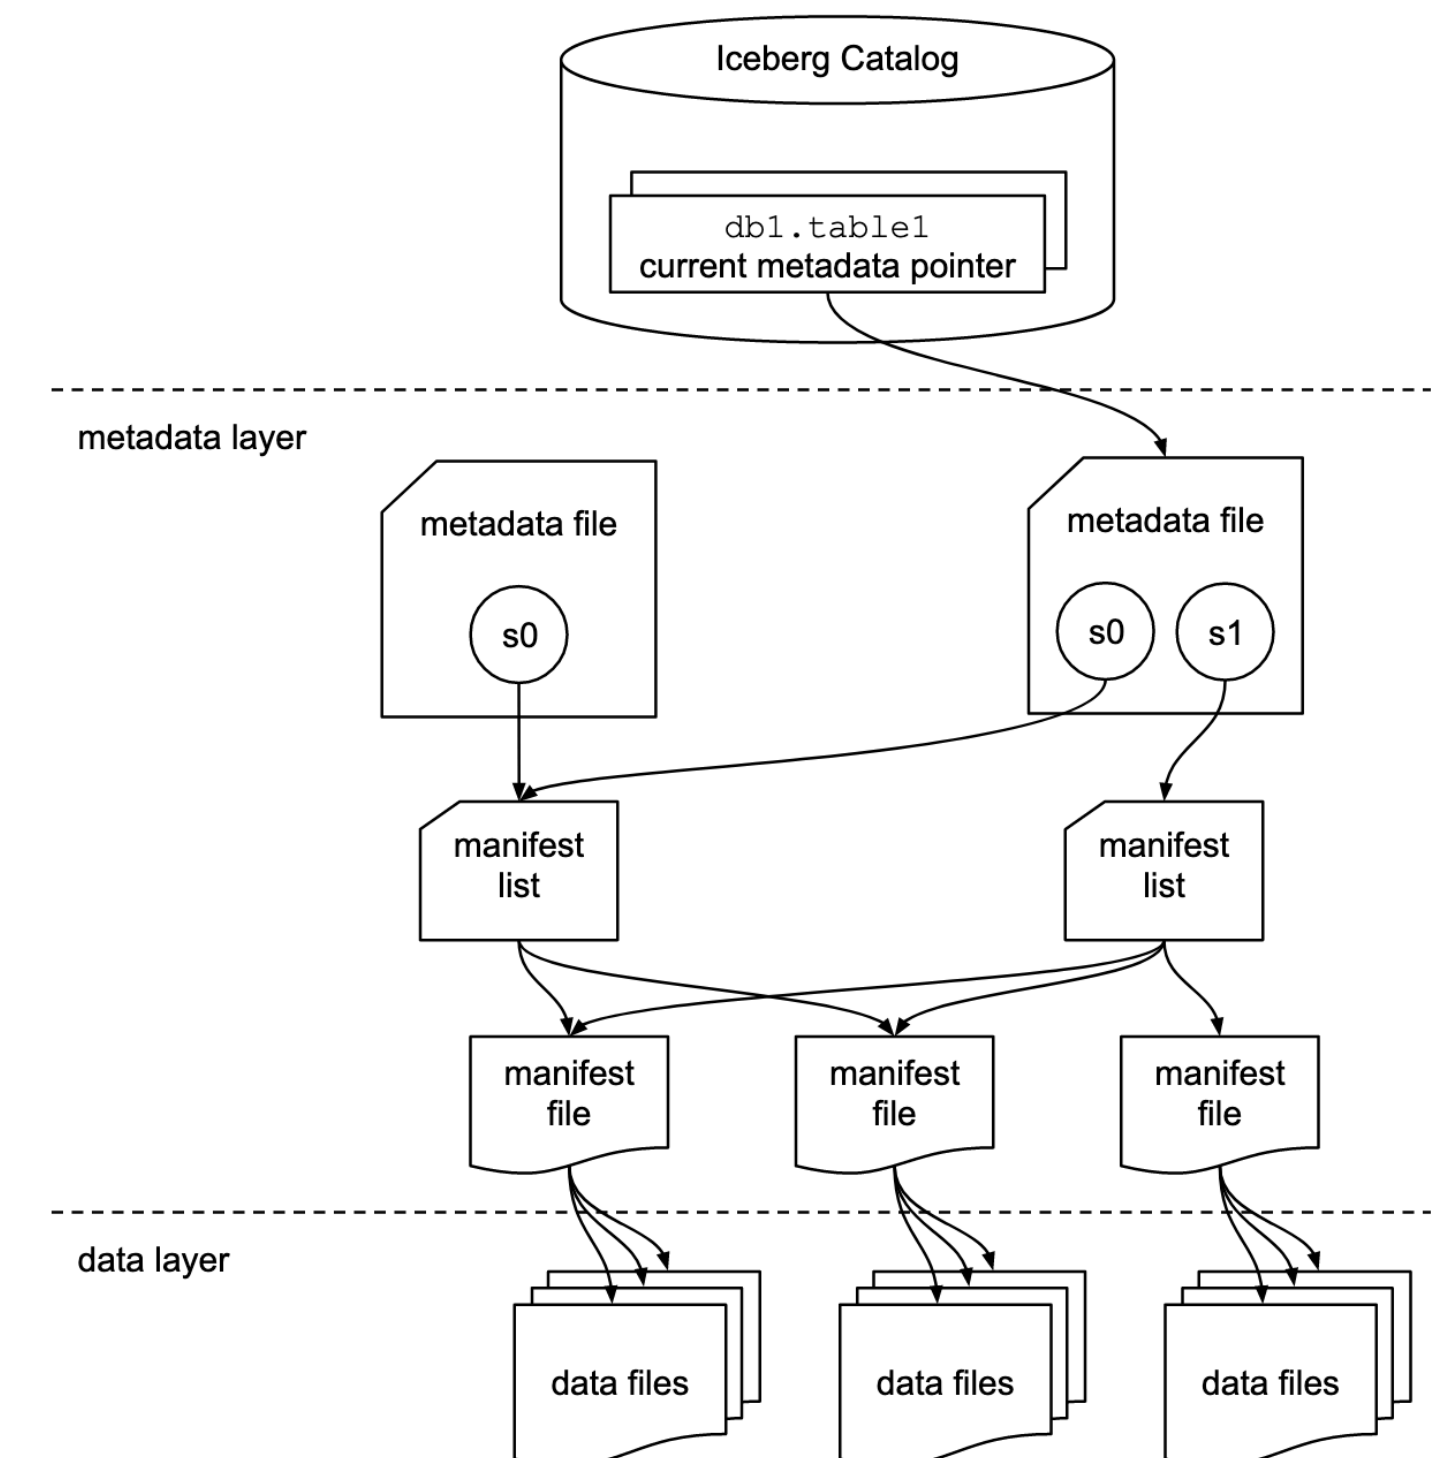 Iceberg Catalog
db1.table1
current metadata pointer
metadata layer
metadata file
s0
metadata file
s0
s1
manifest
list
manifest
list
manifest
file
manifest
file
manifest
file
data layer
data files
data files
data files